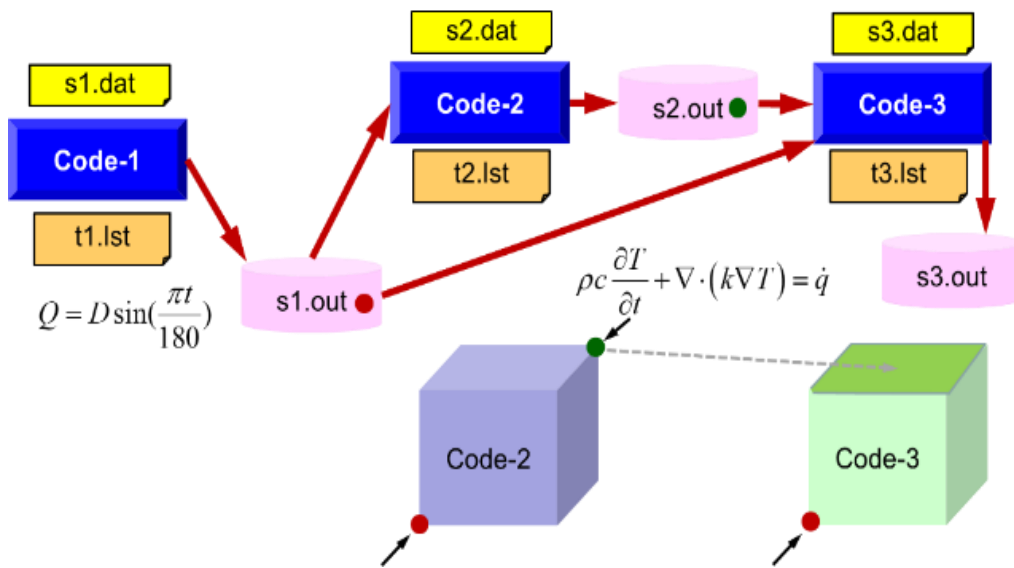 s1.dat
Code-1
t1.lst
s2.dat
Code-2
t2.lst
s2.out
s3.dat
Code-3
t3.lst
s1.out
s3.out
Q = D sin(πt/180)
ρc ∂T/∂t + ∇·(k∇T) = q̇
Code-2
Code-3